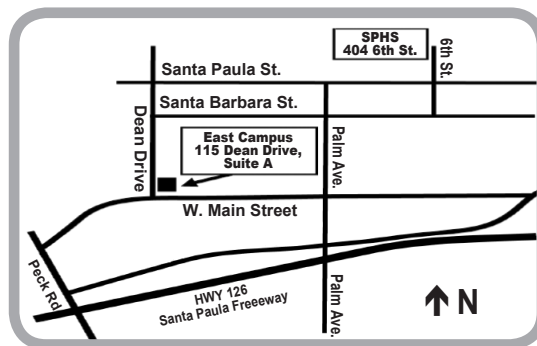 SPHS
404 6th St.
6th St.
Santa Paula St.
Santa Barbara St.
Dean Drive
East Campus
115 Dean Drive,
Suite A
Palm Ave.
W. Main Street
Peck Rd
HWY 126
Santa Paula Freeeway
Palm Ave.
N